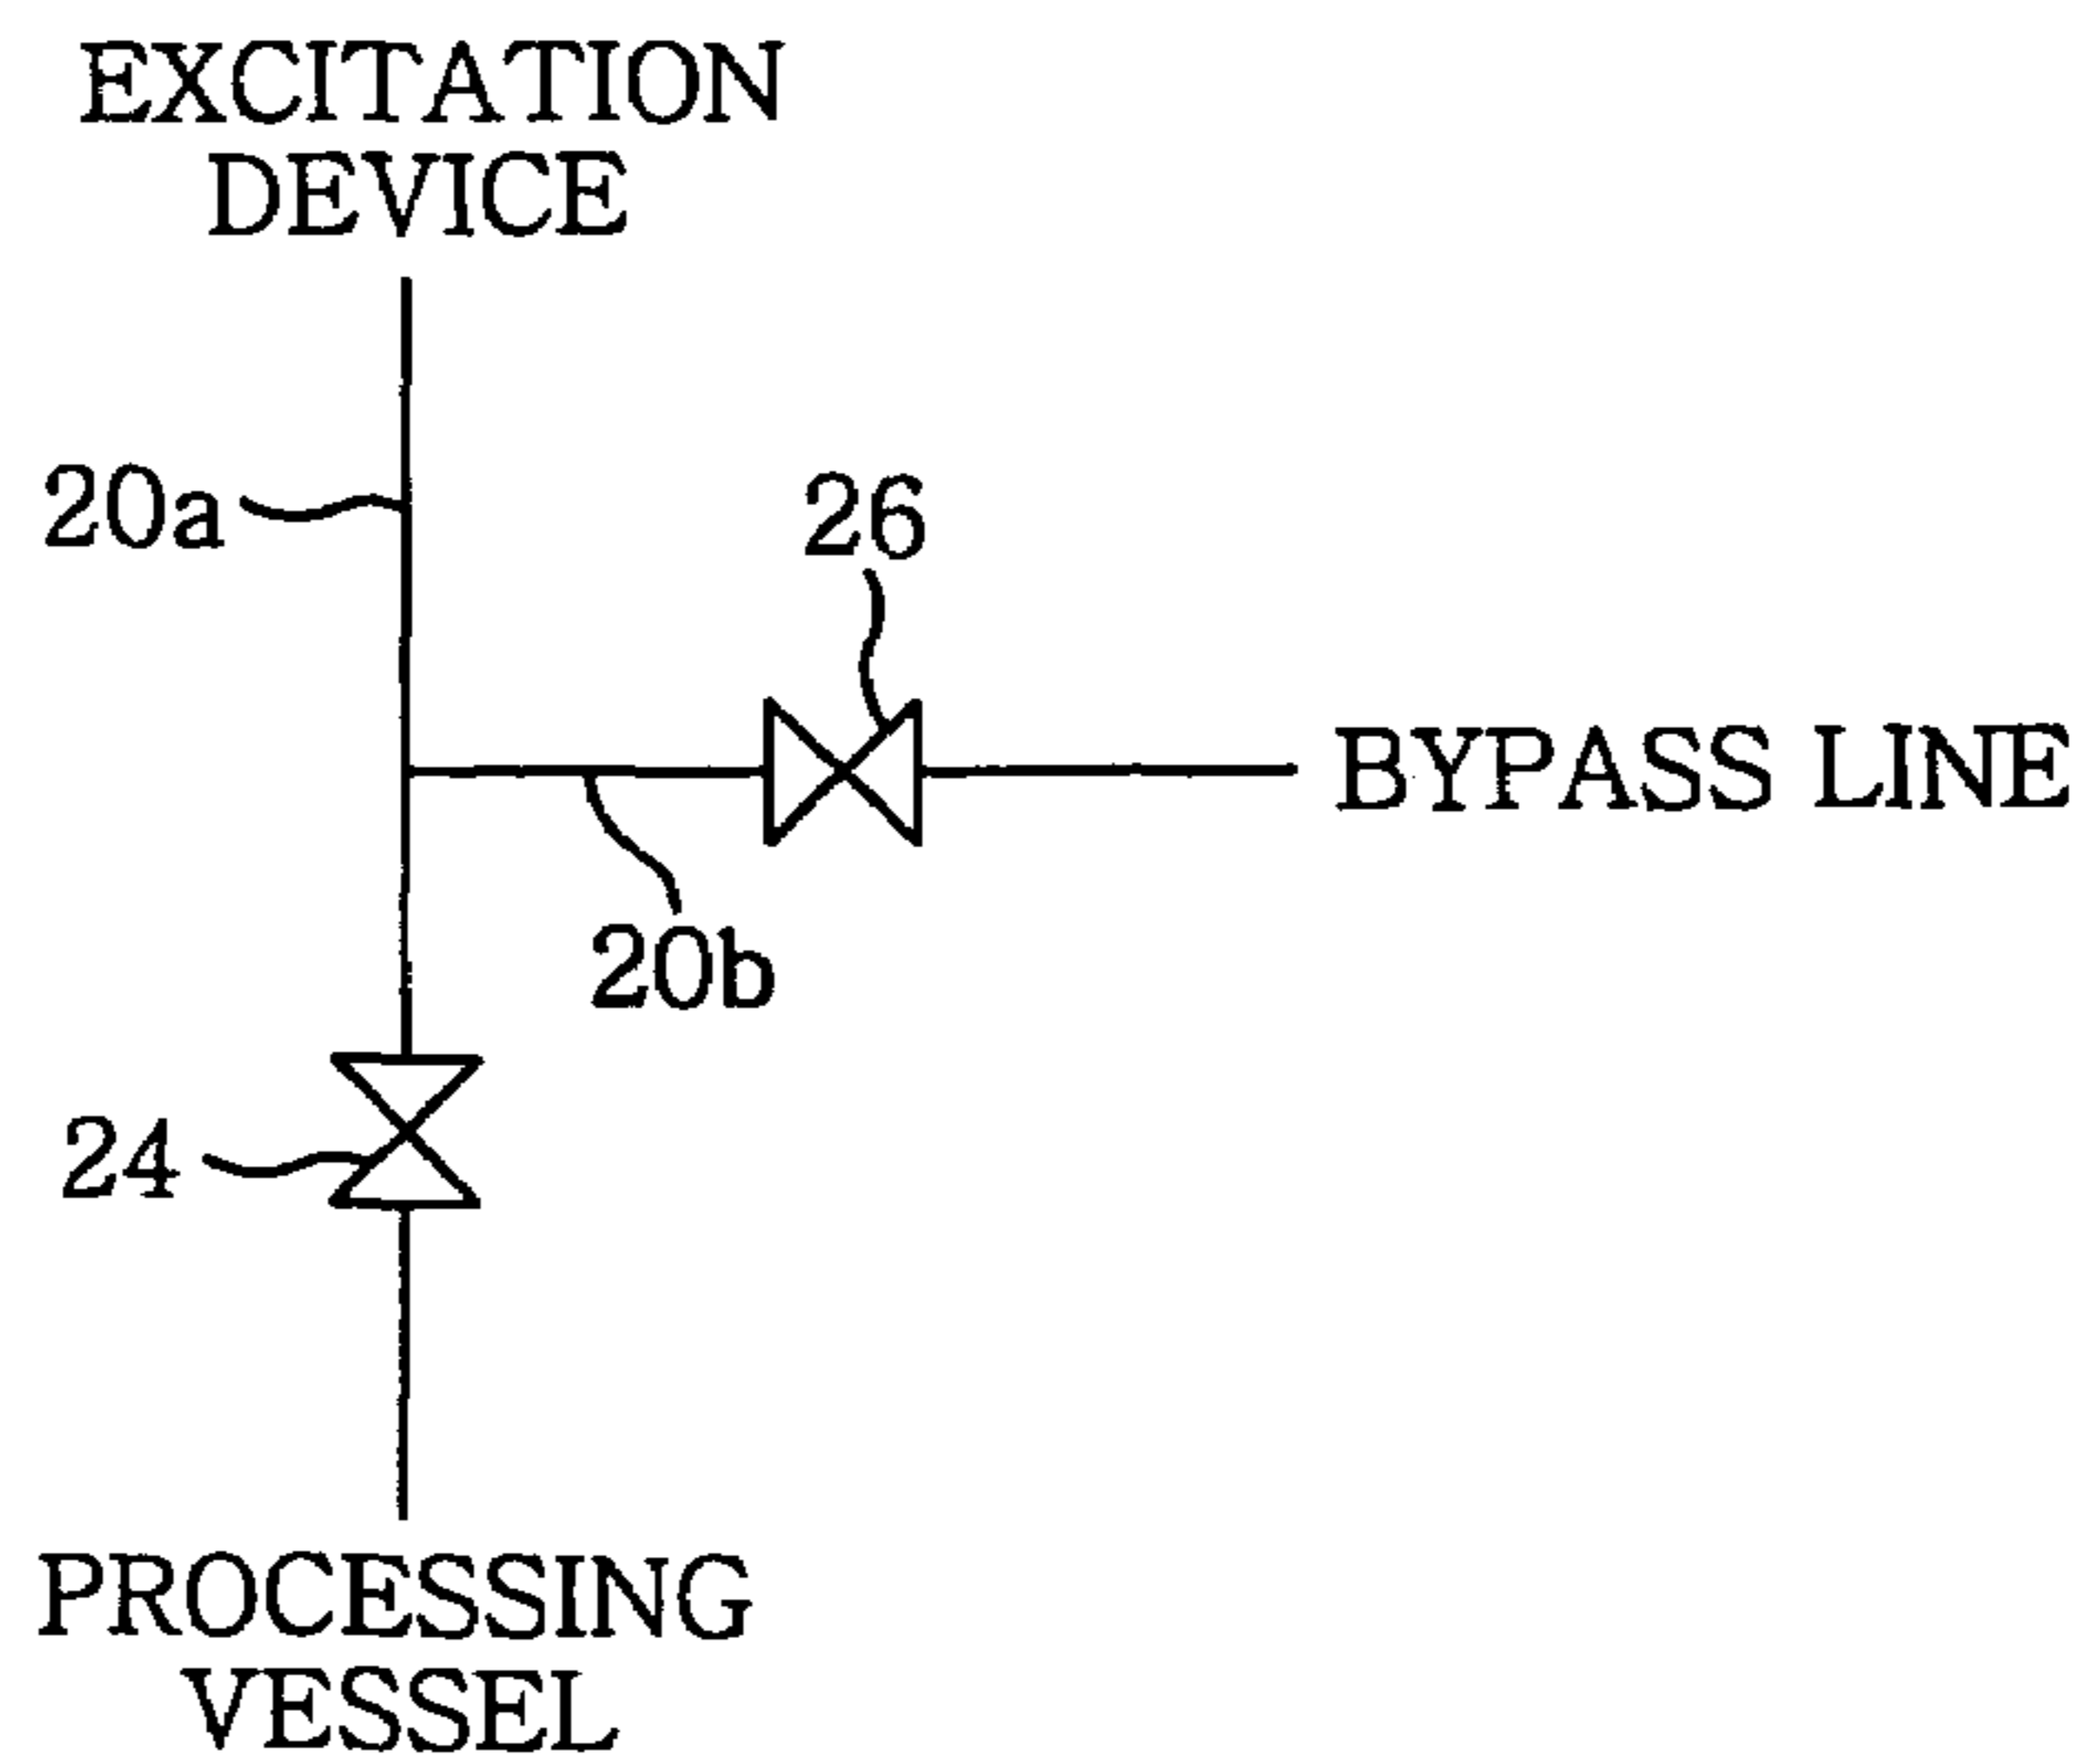 EXCITATION
DEVICE
20a
26
BYPASS LINE
20b
24
PROCESSING
VESSEL